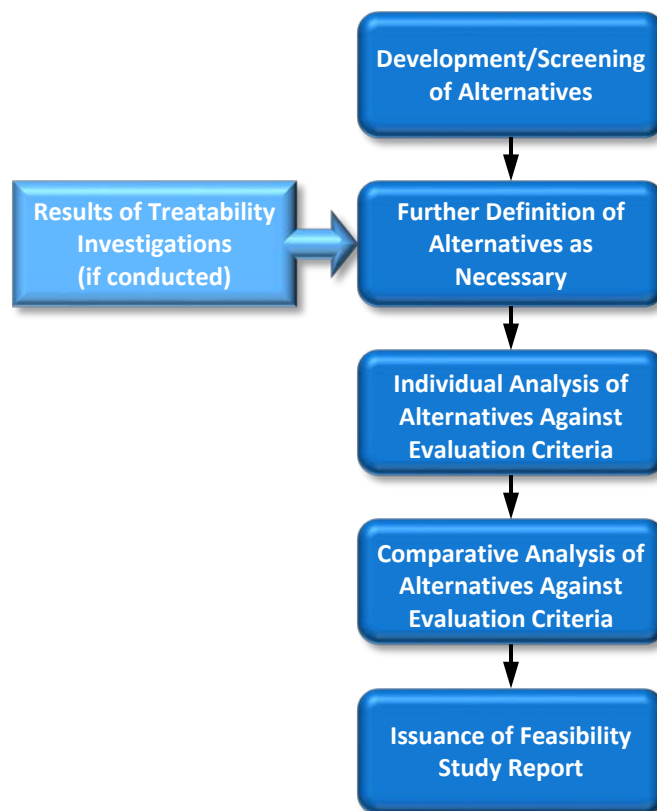 Development/Screening
of Alternatives
Results of Treatability
Investigations
(if conducted)
Further Definition of
Alternatives as
Necessary
Individual Analysis of
Alternatives Against
Evaluation Criteria
Comparative Analysis of
Alternatives Against
Evaluation Criteria
Issuance of Feasibility
Study Report